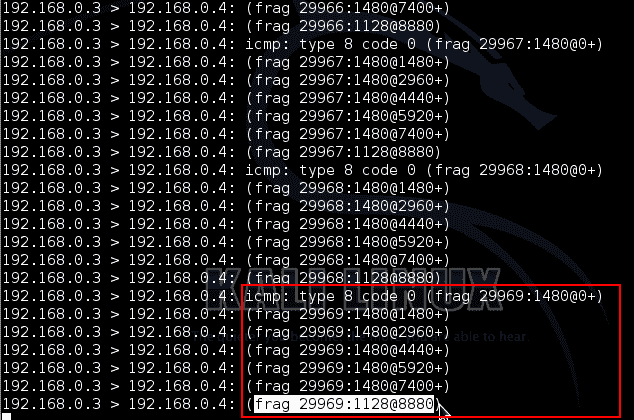 192.168.0.3 > 192.168.0.4: (frag 29966:1480@7400+)
192.168.0.3 > 192.168.0.4: (frag 29966:1128@8880)
192.168.0.3 > 192.168.0.4: icmp: type 8 code 0 (frag 29967:1480@0+)
192.168.0.3 > 192.168.0.4: (frag 29967:1480@1480+)
192.168.0.3 > 192.168.0.4: (frag 29967:1480@2960+)
192.168.0.3 > 192.168.0.4: (frag 29967:1480@4440+)
192.168.0.3 > 192.168.0.4: (frag 29967:1480@5920+)
192.168.0.3 > 192.168.0.4: (frag 29967:1480@7400+)
192.168.0.3 > 192.168.0.4: (frag 29967:1128@8880)
192.168.0.3 > 192.168.0.4: icmp: type 8 code 0 (frag 29968:1480@0+)
192.168.0.3 > 192.168.0.4: (frag 29968:1480@1480+)
192.168.0.3 > 192.168.0.4: (frag 29968:1480@2960+)
192.168.0.3 > 192.168.0.4: (frag 29968:1480@4440+)
192.168.0.3 > 192.168.0.4: (frag 29968:1480@5920+)
192.168.0.3 > 192.168.0.4: (frag 29968:1480@7400+)
192.168.0.3 > 192.168.0.4: (frag 29968:1128@8880)
192.168.0.3 > 192.168.0.4: icmp: type 8 code 0 (frag 29969:1480@0+)
192.168.0.3 > 192.168.0.4: (frag 29969:1480@1480+)
192.168.0.3 > 192.168.0.4: (frag 29969:1480@2960+)
192.168.0.3 > 192.168.0.4: (frag 29969:1480@4440+)
192.168.0.3 > 192.168.0.4: (frag 29969:1480@5920+)
192.168.0.3 > 192.168.0.4: (frag 29969:1480@7400+)
192.168.0.3 > 192.168.0.4: (frag 29969:1128@8880)
KALI LINUX
able to hear